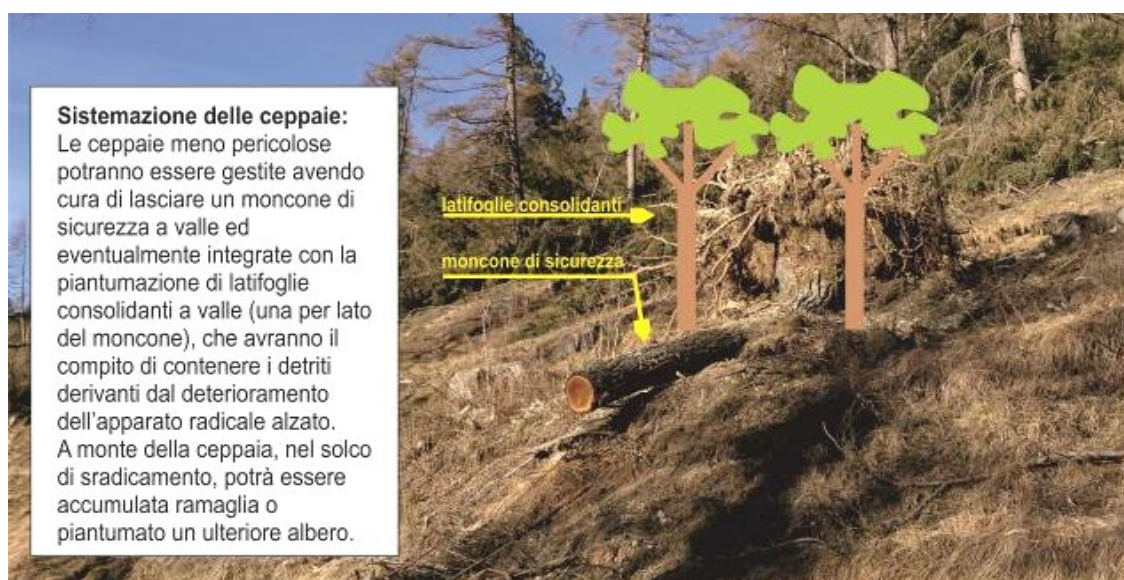 Sistemazione delle ceppaie:
Le ceppaie meno pericolose
potranno essere gestite avendo
cura di lasciare un moncone di
sicurezza a valle ed
eventualmente integrate con la
piantumazione di latifoglie
consolidanti a valle (una per lato
del moncone), che avranno il
compito di contenere i detriti
derivanti dal deterioramento
dell'apparato radicale alzato.
A monte della ceppaia, nel solco
di sradicamento, potrà essere
accumulata ramaglia o
piantumato un ulteriore albero.
latifoglie consolidanti
moncone di sicurezza